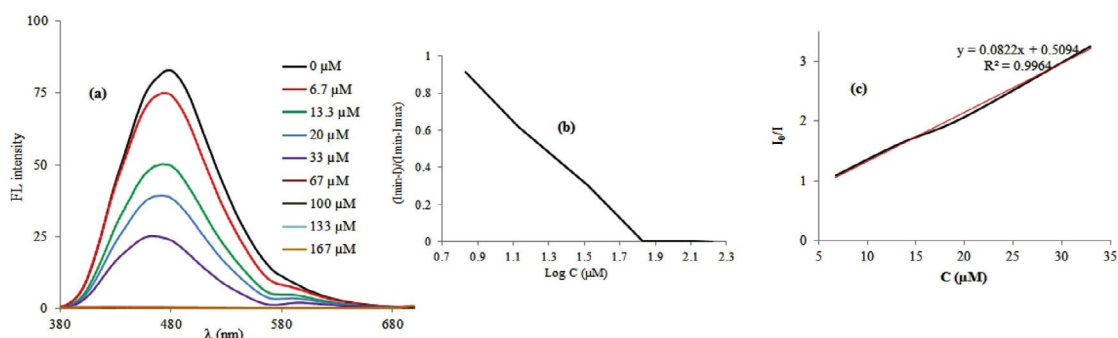 100
75
50
25
0
FL intensity
(a)
0 µM
6.7 µM
13.3 µM
20 µM
33 µM
67 µM
100 µM
133 µM
167 µM
380
480
580
680
λ (nm)
1
0.8
0.6
0.4
0.2
0
(Imin-I)/(Imin-Imax)
(b)
0.7
0.9
1.1
1.3
1.5
1.7
1.9
2.1
2.3
Log C (µM)
3
2
1
0
I₀/I
(c)
y = 0.0822x + 0.5094
R² = 0.9964
5
10
15
20
25
30
35
C (µM)